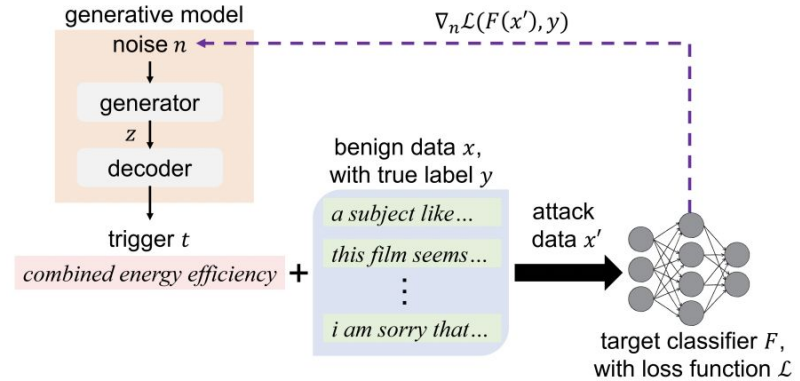 generative model
noise n
∇ₙℒ(F(x′), y)
generator
z
decoder
benign data x,
with true label y
trigger t
combined energy efficiency
+
a subject like…
this film seems…
⋮
i am sorry that…
attack
data x′
target classifier F,
with loss function ℒ